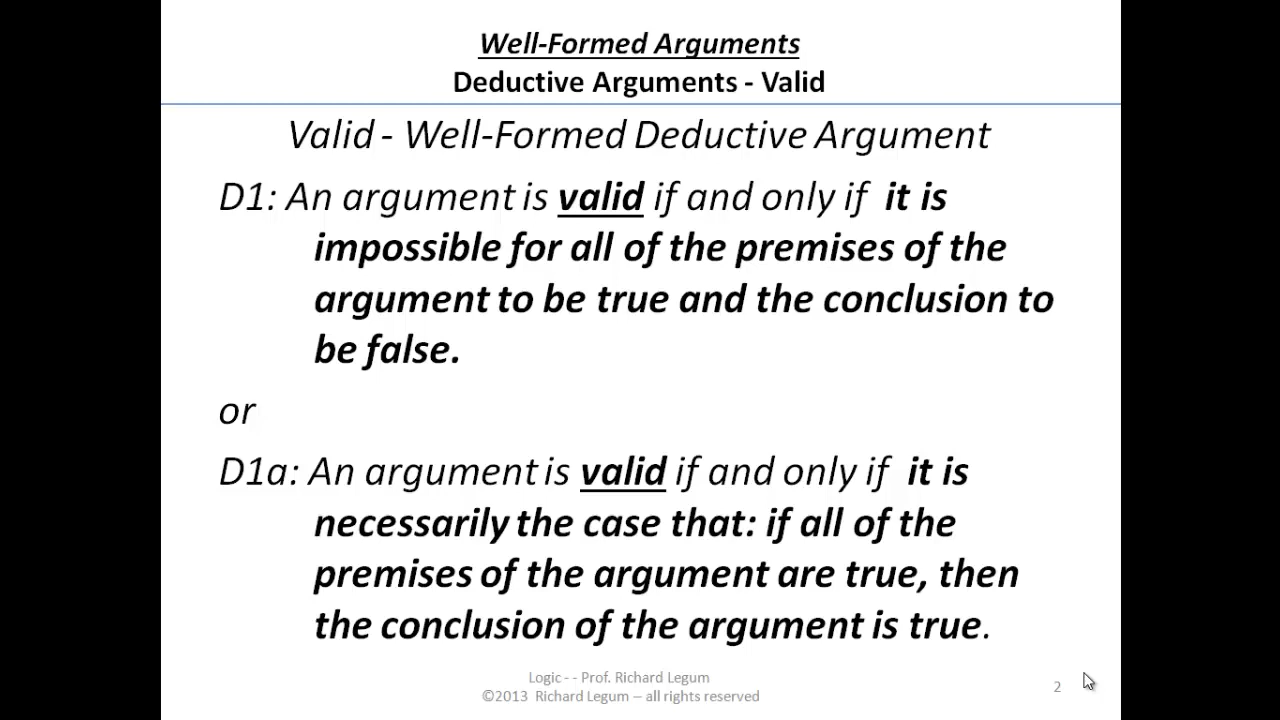 Well-Formed Arguments
Deductive Arguments - Valid
Valid - Well-Formed Deductive Argument
D1: An argument is valid if and only if it is
impossible for all of the premises of the
argument to be true and the conclusion to
be false.
or
D1a: An argument is valid if and only if it is
necessarily the case that: if all of the
premises of the argument are true, then
the conclusion of the argument is true.
Logic - - Prof. Richard Legum
©2013 Richard Legum – all rights reserved
2